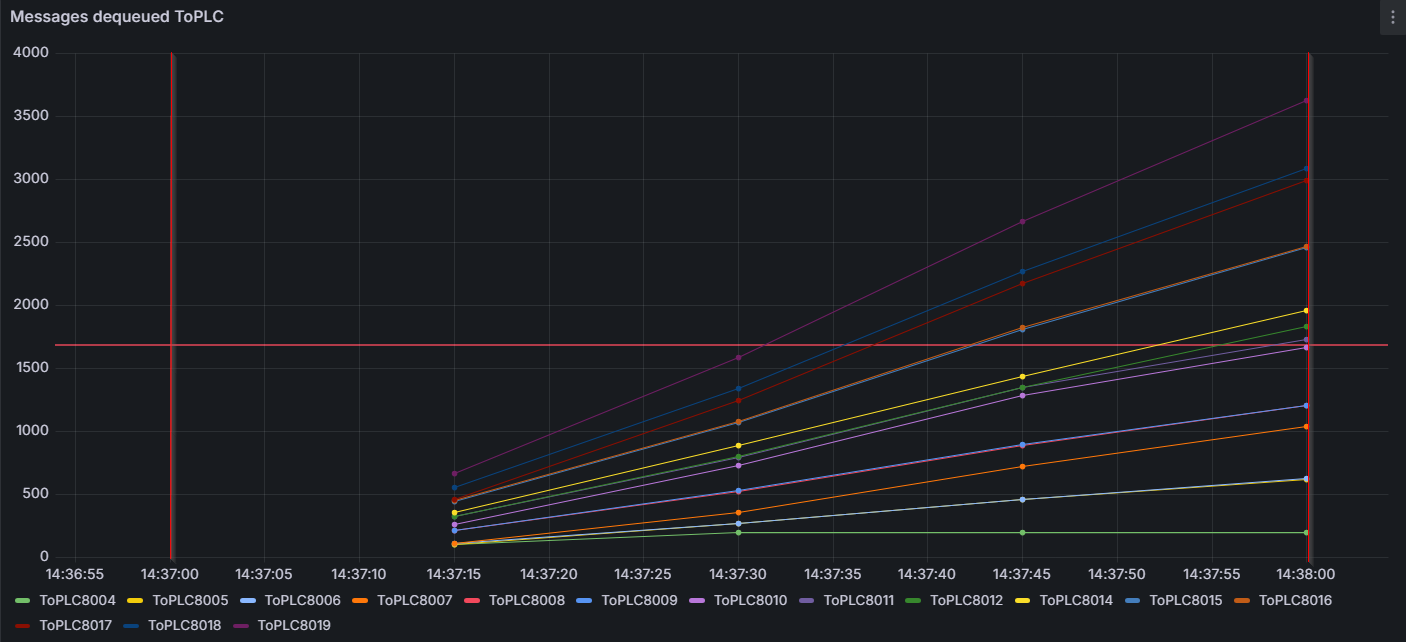 Messages dequeued ToPLC
4000
3500
3000
2500
2000
1500
1000
500
0
14:36:55 14:37:00 14:37:05 14:37:10 14:37:15 14:37:20 14:37:25 14:37:30 14:37:35 14:37:40 14:37:45 14:37:50 14:37:55 14:38:00
ToPLC8004 ToPLC8005 ToPLC8006 ToPLC8007 ToPLC8008 ToPLC8009 ToPLC8010 ToPLC8011 ToPLC8012 ToPLC8014 ToPLC8015 ToPLC8016
ToPLC8017 ToPLC8018 ToPLC8019